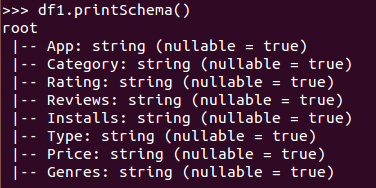 >>> df1.printSchema()
root
 |-- App: string (nullable = true)
 |-- Category: string (nullable = true)
 |-- Rating: string (nullable = true)
 |-- Reviews: string (nullable = true)
 |-- Installs: string (nullable = true)
 |-- Type: string (nullable = true)
 |-- Price: string (nullable = true)
 |-- Genres: string (nullable = true)